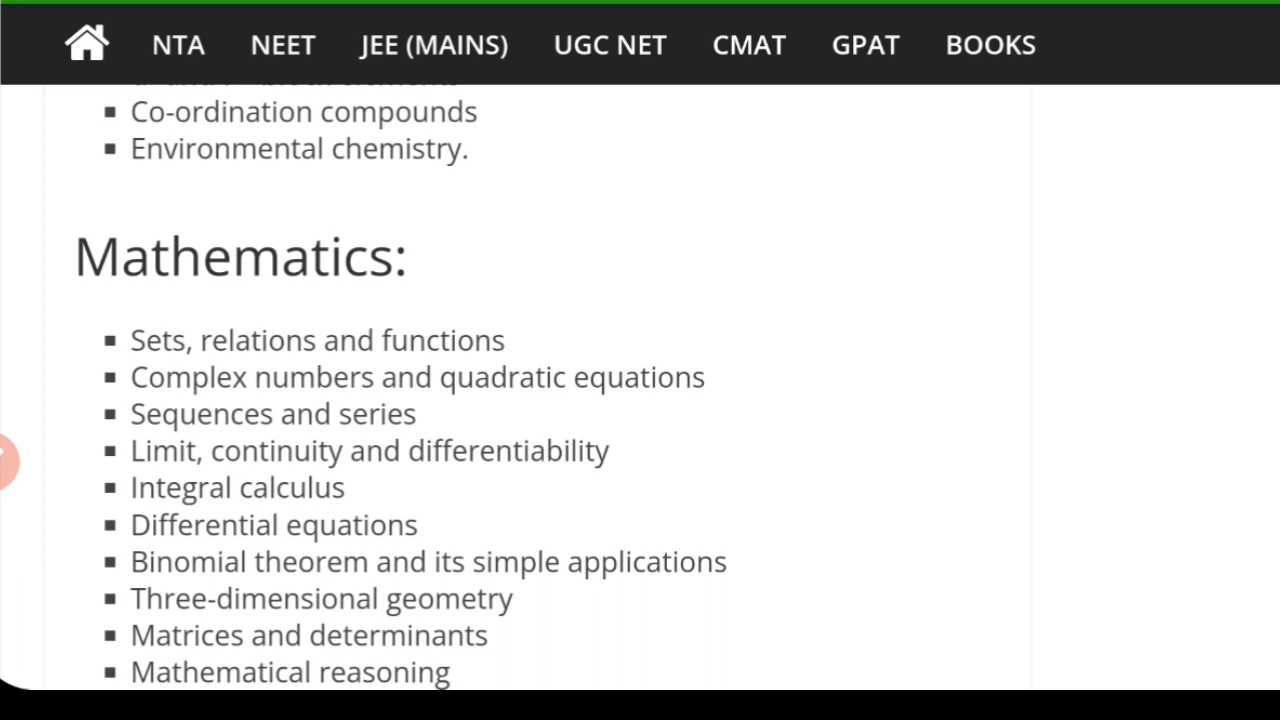 NTA NEET JEE (MAINS) UGC NET CMAT GPAT BOOKS
Co-ordination compounds
Environmental chemistry.
Mathematics:
Sets, relations and functions
Complex numbers and quadratic equations
Sequences and series
Limit, continuity and differentiability
Integral calculus
Differential equations
Binomial theorem and its simple applications
Three-dimensional geometry
Matrices and determinants
Mathematical reasoning